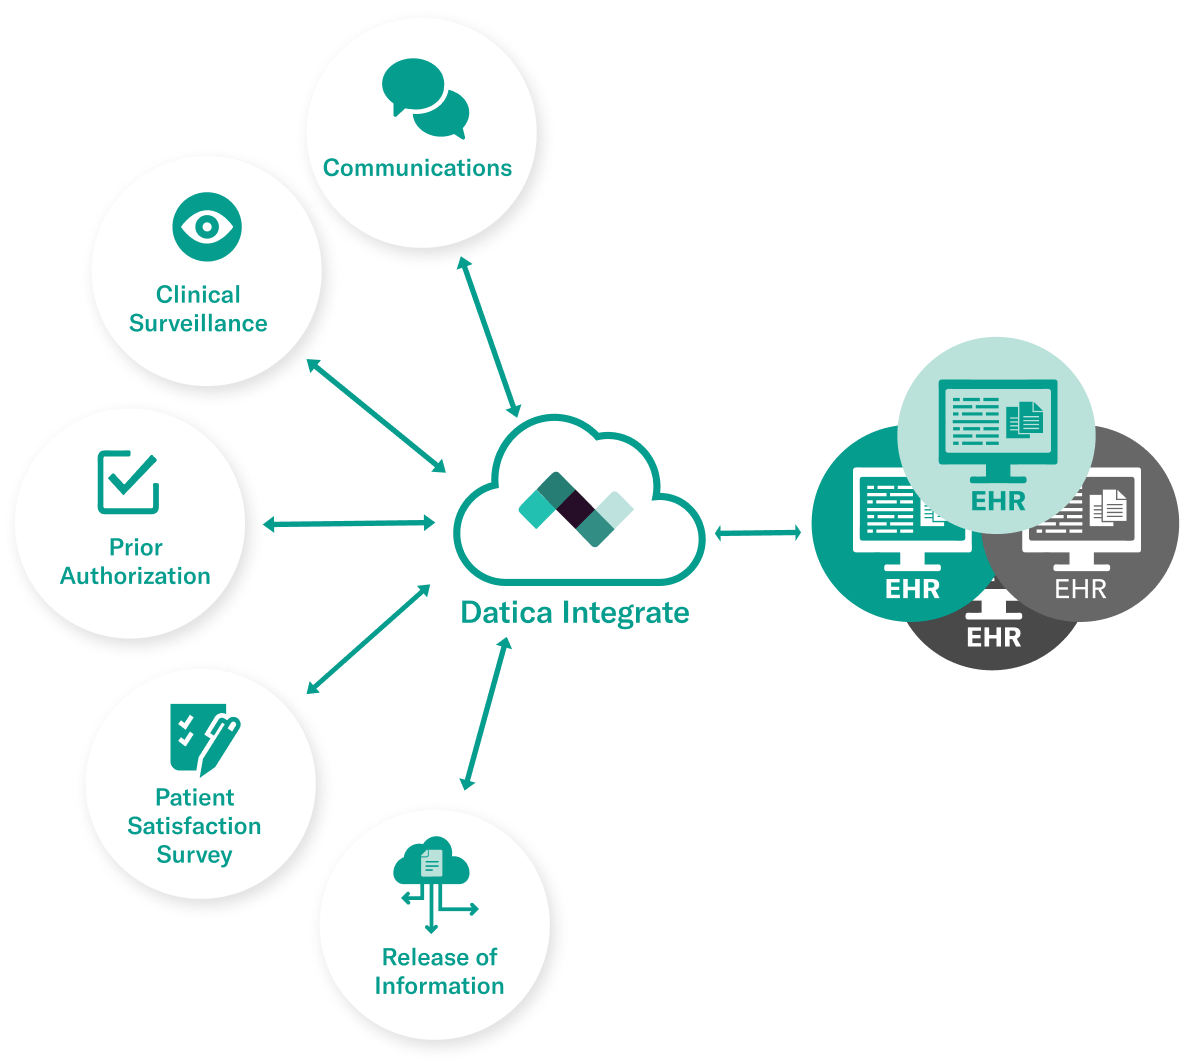 Communications
Clinical
Surveillance
Prior
Authorization
Patient
Satisfaction
Survey
Release of
Information
Datica Integrate
EHR
EHR
EHR
EHR